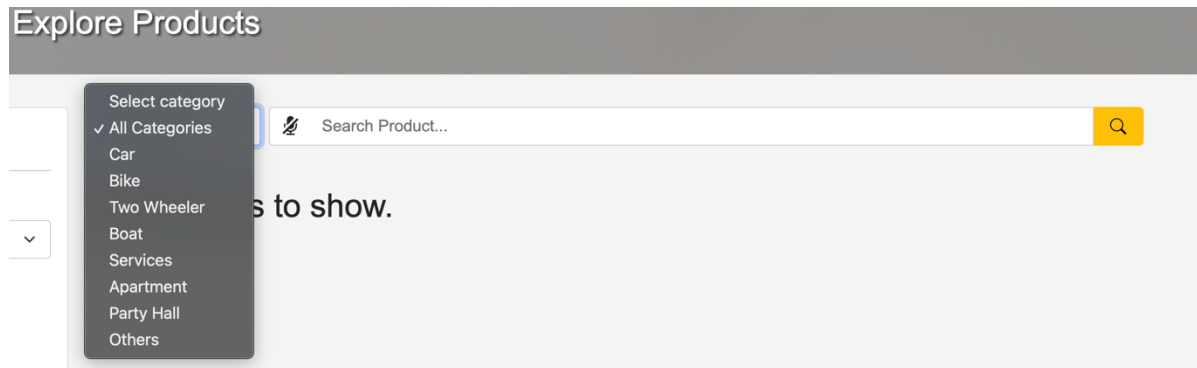 Explore Products
Select category
✓ All Categories
Search Product...
Car
Bike
Two Wheeler
s to show.
Boat
Services
Apartment
Party Hall
Others